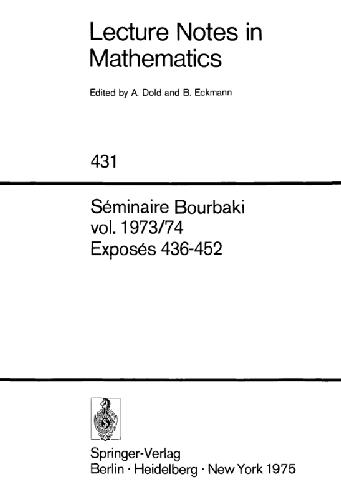 Lecture Notes in
Mathematics
Edited by A. Dold and B. Eckmann
431
Séminaire Bourbaki
vol. 1973/74
Exposés 436-452
Springer-Verlag
Berlin · Heidelberg · New York 1975